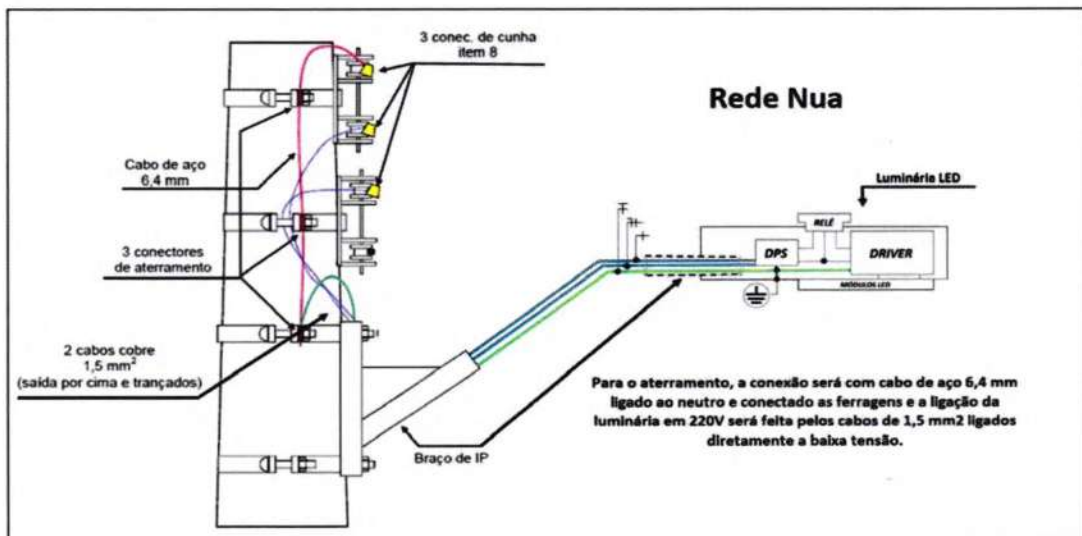 3 conec. de cunha
item 8
Rede Nua
Cabo de aço
6,4 mm
Luminária LED
RELÉ
3 conectores
de aterramento
DPS
DRIVER
MÓDULOS LED
2 cabos cobre
1,5 mm²
(saída por cima e trançados)
Para o aterramento, a conexão será com cabo de aço 6,4 mm
ligado ao neutro e conectado as ferragens e a ligação da
luminária em 220V será feita pelos cabos de 1,5 mm2 ligados
diretamente a baixa tensão.
Braço de IP